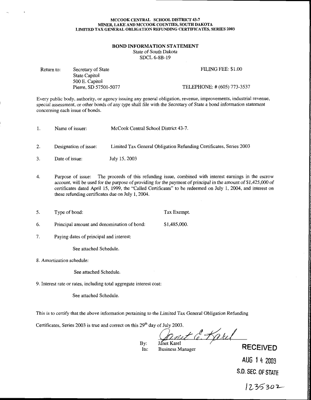 MCCOOK CENTRAL SCHOOL DISTRICT 43-7
MINER, LAKE AND MCCOOK COUNTIES, SOUTH DAKOTA
LIMITED TAX GENERAL OBLIGATION REFUNDING CERTIFICATES, SERIES 2003
BOND INFORMATION STATEMENT
State of South Dakota
SDCL 6-8B-19
Return to: Secretary of State FILING FEE: $1.00
State Capitol
500 E. Capitol
Pierre, SD 57501-5077 TELEPHONE: # (605) 773-3537
Every public body, authority, or agency issuing any general obligation, revenue, improvements, industrial revenue,
special assessment, or other bonds of any type shall file with the Secretary of State a bond information statement
concerning each issue of bonds.
1. Name of issuer: McCook Central School District 43-7.
2. Designation of issue: Limited Tax General Obligation Refunding Certificates, Series 2003
3. Date of issue: July 15, 2003
4. Purpose of issue: The proceeds of this refunding issue, combined with interest earnings in the escrow
account, will be used for the purpose of providing for the payment of principal in the amount of $1,425,000 of
certificates dated April 15, 1999, the "Called Certificates" to be redeemed on July 1, 2004, and interest on
these refunding certificates due on July 1, 2004.
5. Type of bond: Tax Exempt.
6. Principal amount and denomination of bond: $1,485,000.
7. Paying dates of principal and interest:
See attached Schedule.
8. Amortization schedule:
See attached Schedule.
9. Interest rate or rates, including total aggregate interest cost:
See attached Schedule.
This is to certify that the above information pertaining to the Limited Tax General Obligation Refunding
Certificates, Series 2003 is true and correct on this 29th day of July 2003.
Janet C. Karel
By: Janet Karel
Its: Business Manager
RECEIVED
AUG 14 2003
S.D. SEC. OF STATE
1235302